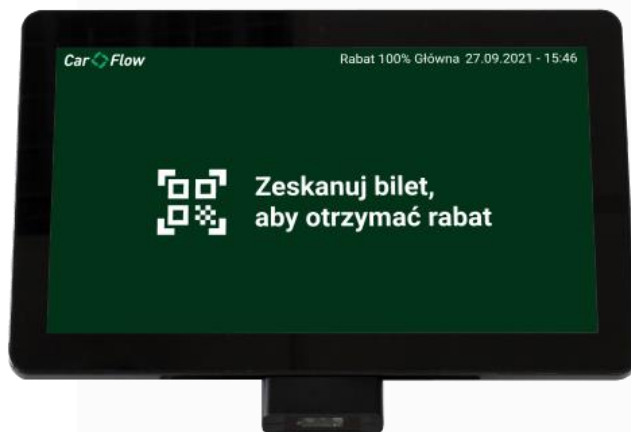 Car Flow
Rabat 100% Główna 27.09.2021 - 15:46
Zeskanuj bilet,
aby otrzymać rabat